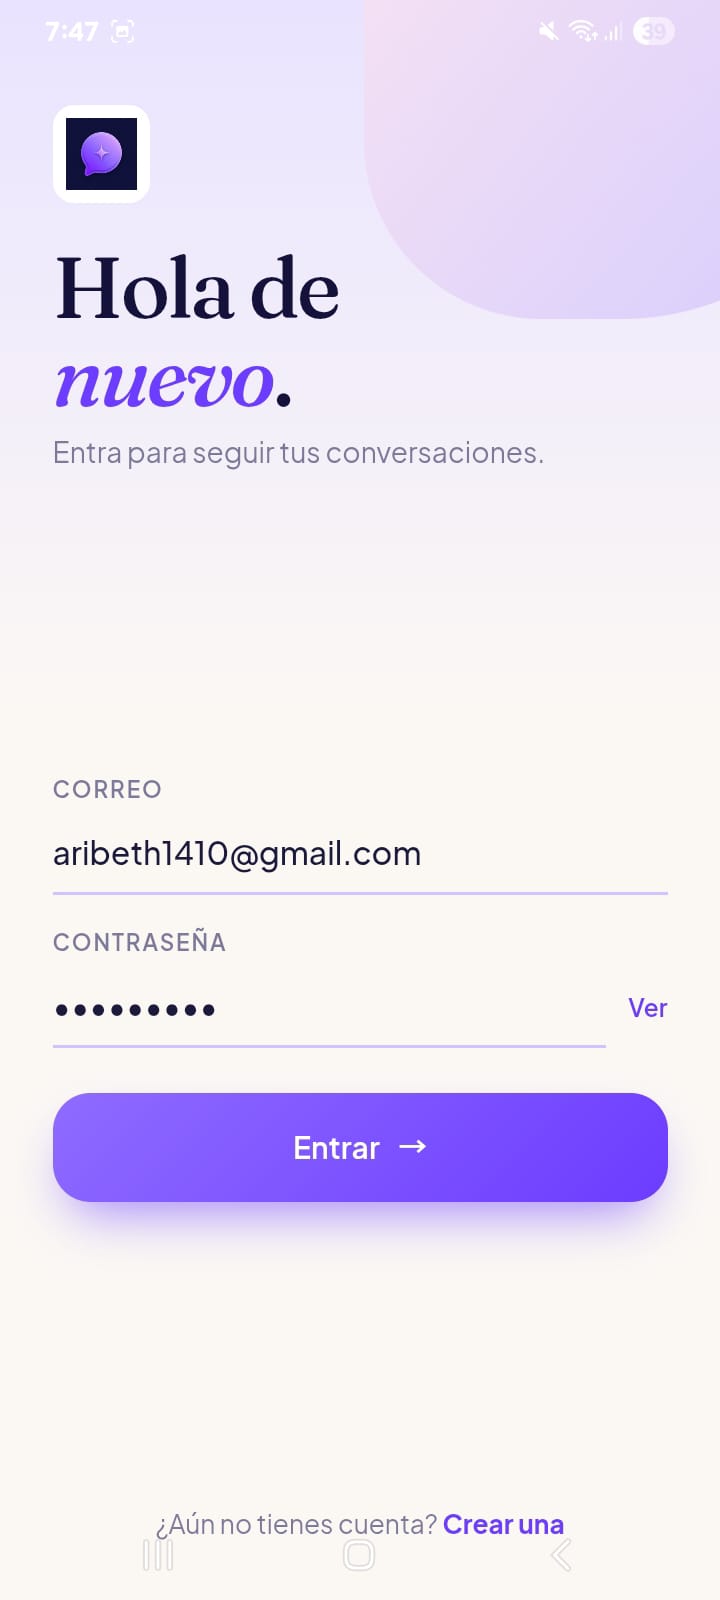 7:47
39
Hola de
nuevo.
Entra para seguir tus conversaciones.
CORREO
aribeth1410@gmail.com
CONTRASEÑA
•••••••••
Ver
Entrar →
¿Aún no tienes cuenta? Crear una